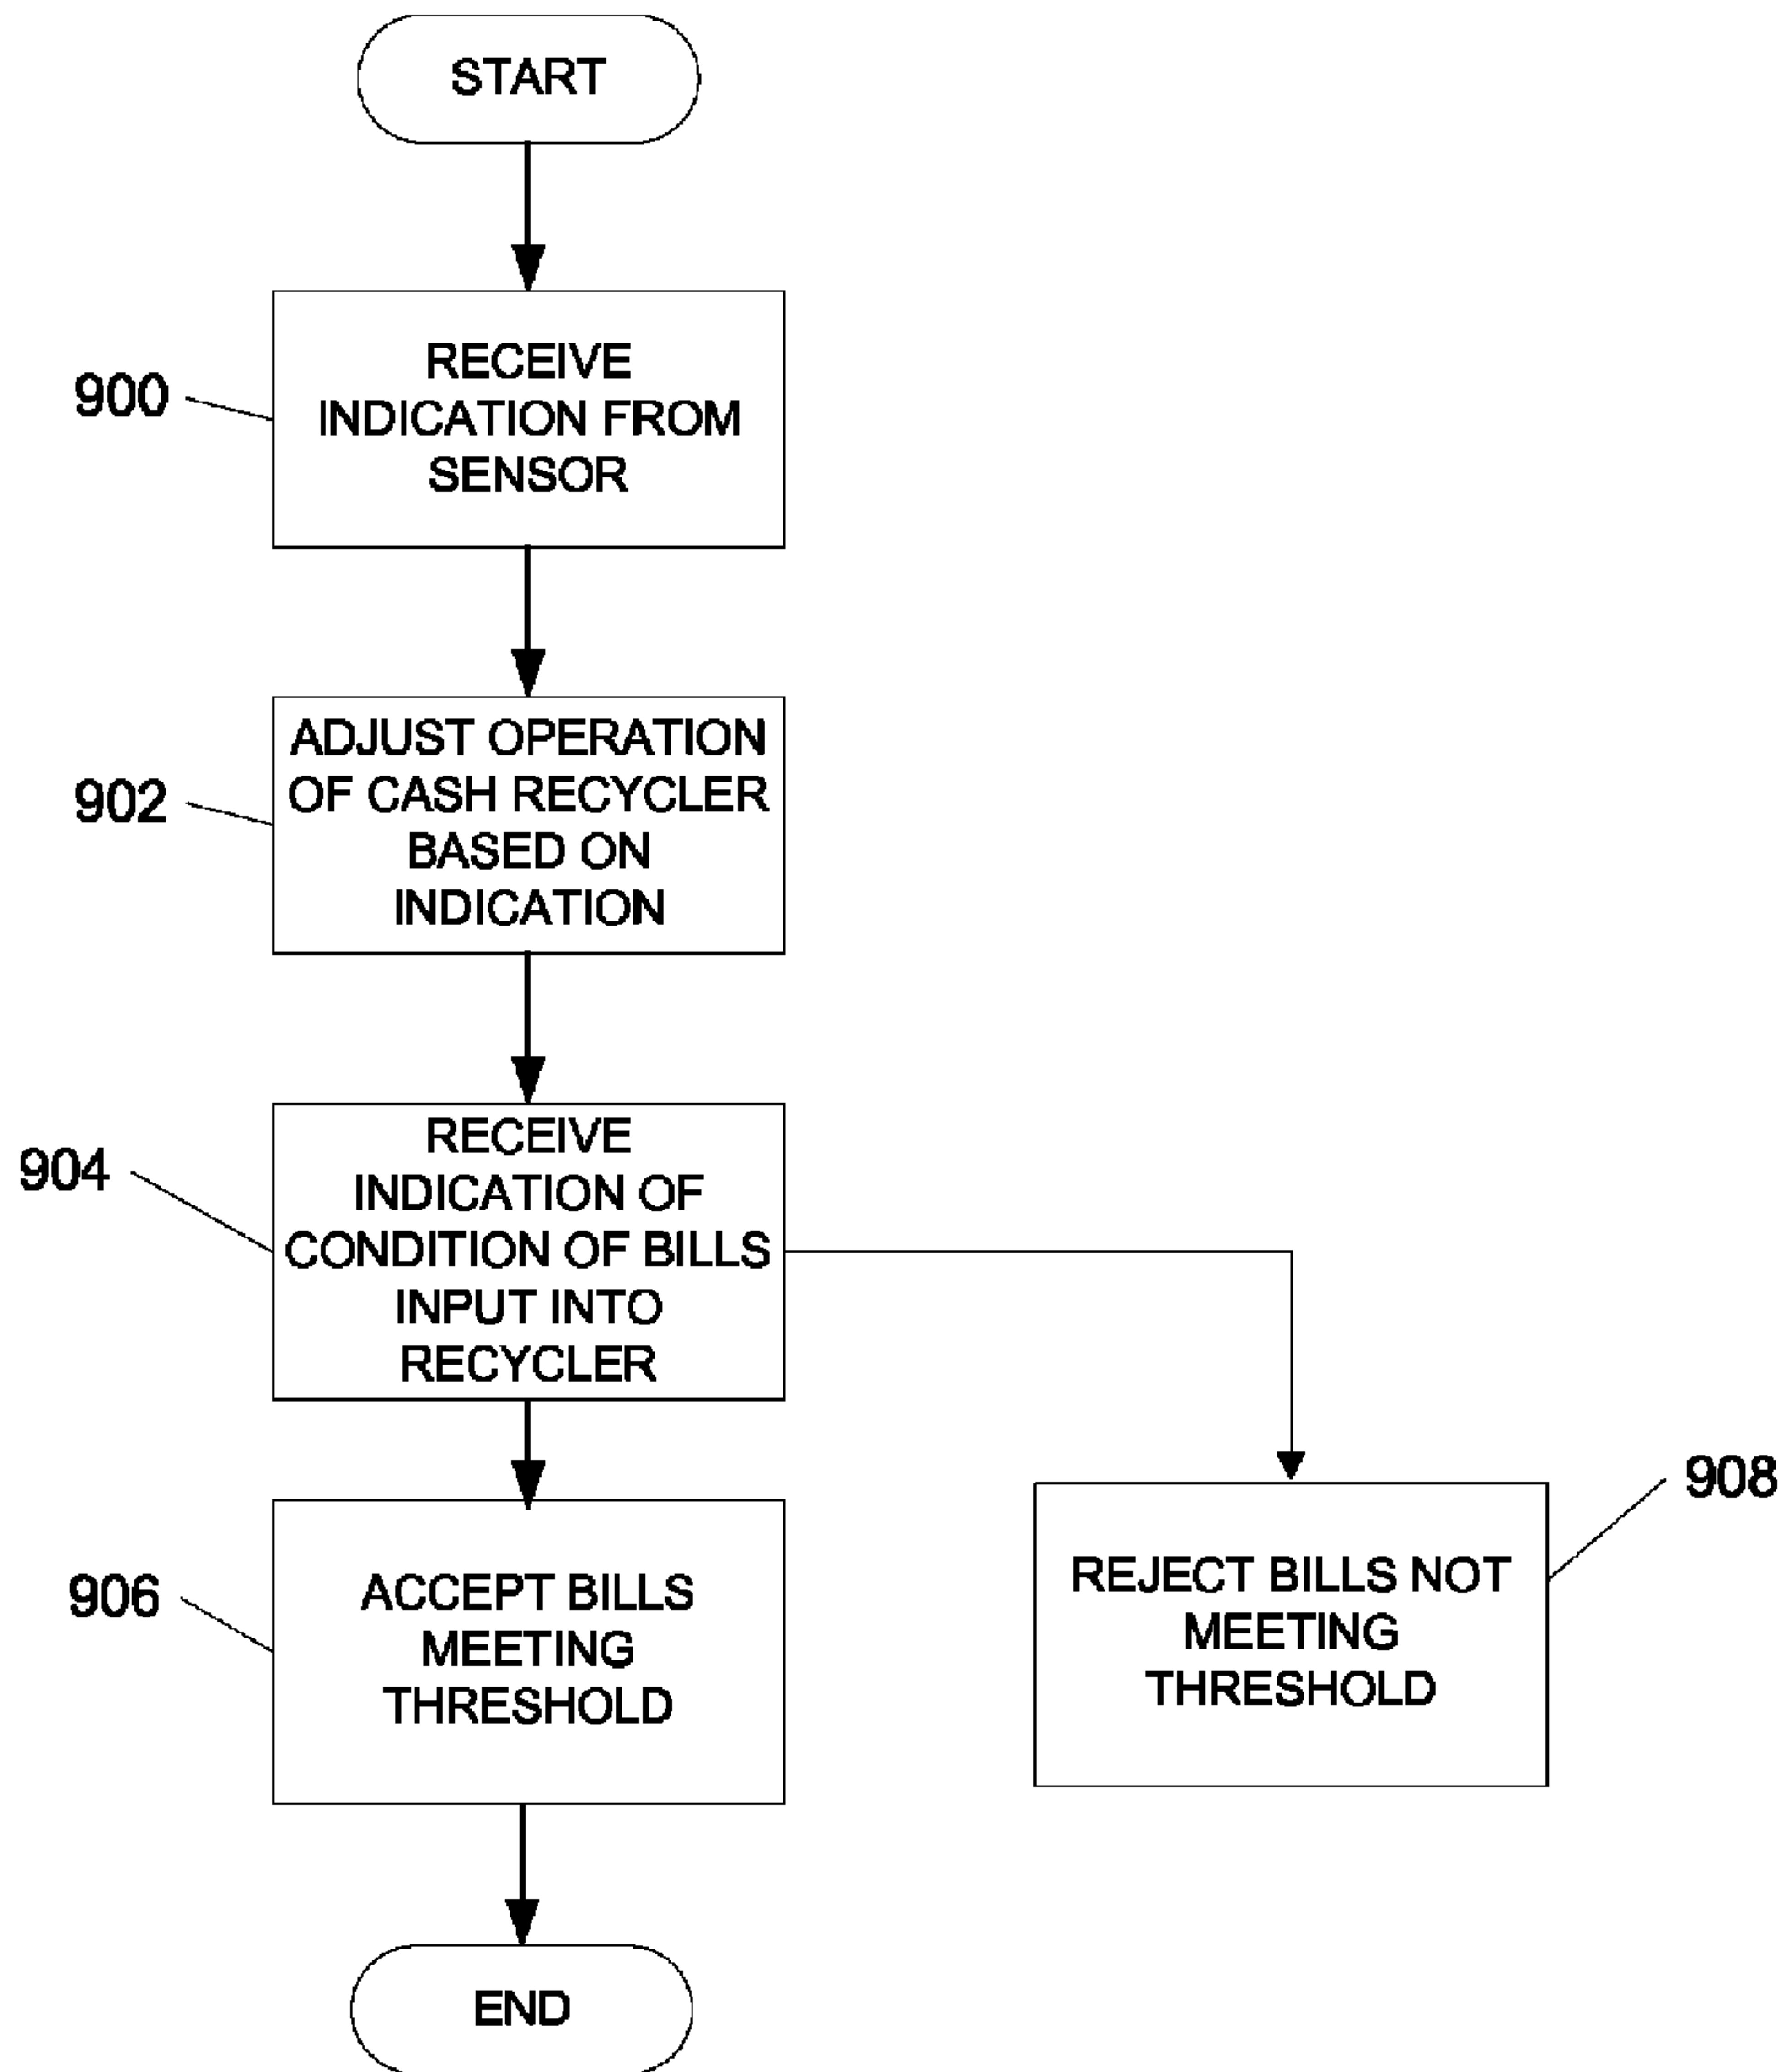 START
900
RECEIVE
INDICATION FROM
SENSOR
902
ADJUST OPERATION
OF CASH RECYCLER
BASED ON
INDICATION
904
RECEIVE
INDICATION OF
CONDITION OF BILLS
INPUT INTO
RECYCLER
906
ACCEPT BILLS
MEETING
THRESHOLD
908
REJECT BILLS NOT
MEETING
THRESHOLD
END